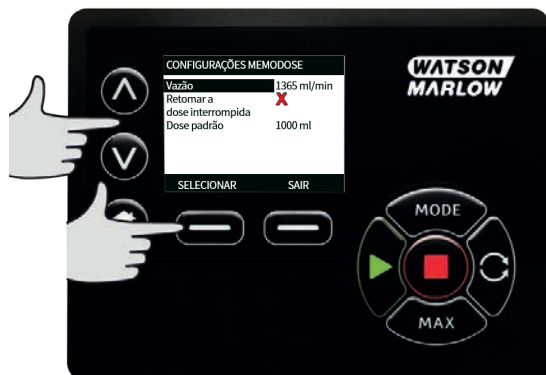 CONFIGURAÇÕES MEMODOSE
Vazão 1365 ml/min
Retomar a
dose interrompida
Dose padrão 1000 ml
SELECIONAR SAIR
WATSON
MARLOW
MODE
MAX